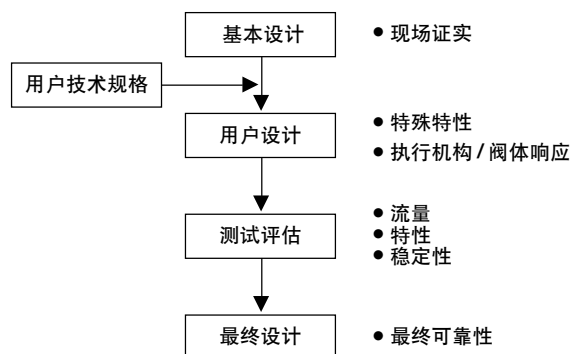 基本设计
● 现场证实
用户技术规格
用户设计
● 特殊特性
● 执行机构 / 阀体响应
测试评估
● 流量
● 特性
● 稳定性
最终设计
● 最终可靠性